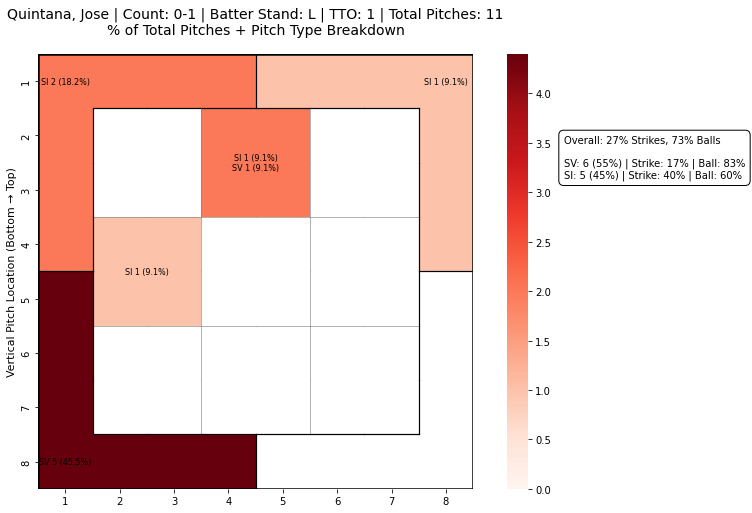 Quintana, Jose | Count: 0-1 | Batter Stand: L | TTO: 1 | Total Pitches: 11
% of Total Pitches + Pitch Type Breakdown
SI 2 (18.2%)
SI 1 (9.1%)
SI 1 (9.1%)
SV 1 (9.1%)
SI 1 (9.1%)
SV 5 (45.5%)
Vertical Pitch Location (Bottom → Top)
1
2
3
4
5
6
7
8
1 2 3 4 5 6 7 8
4.0
3.5
3.0
2.5
2.0
1.5
1.0
0.5
0.0
Overall: 27% Strikes, 73% Balls
SV: 6 (55%) | Strike: 17% | Ball: 83%
SI: 5 (45%) | Strike: 40% | Ball: 60%